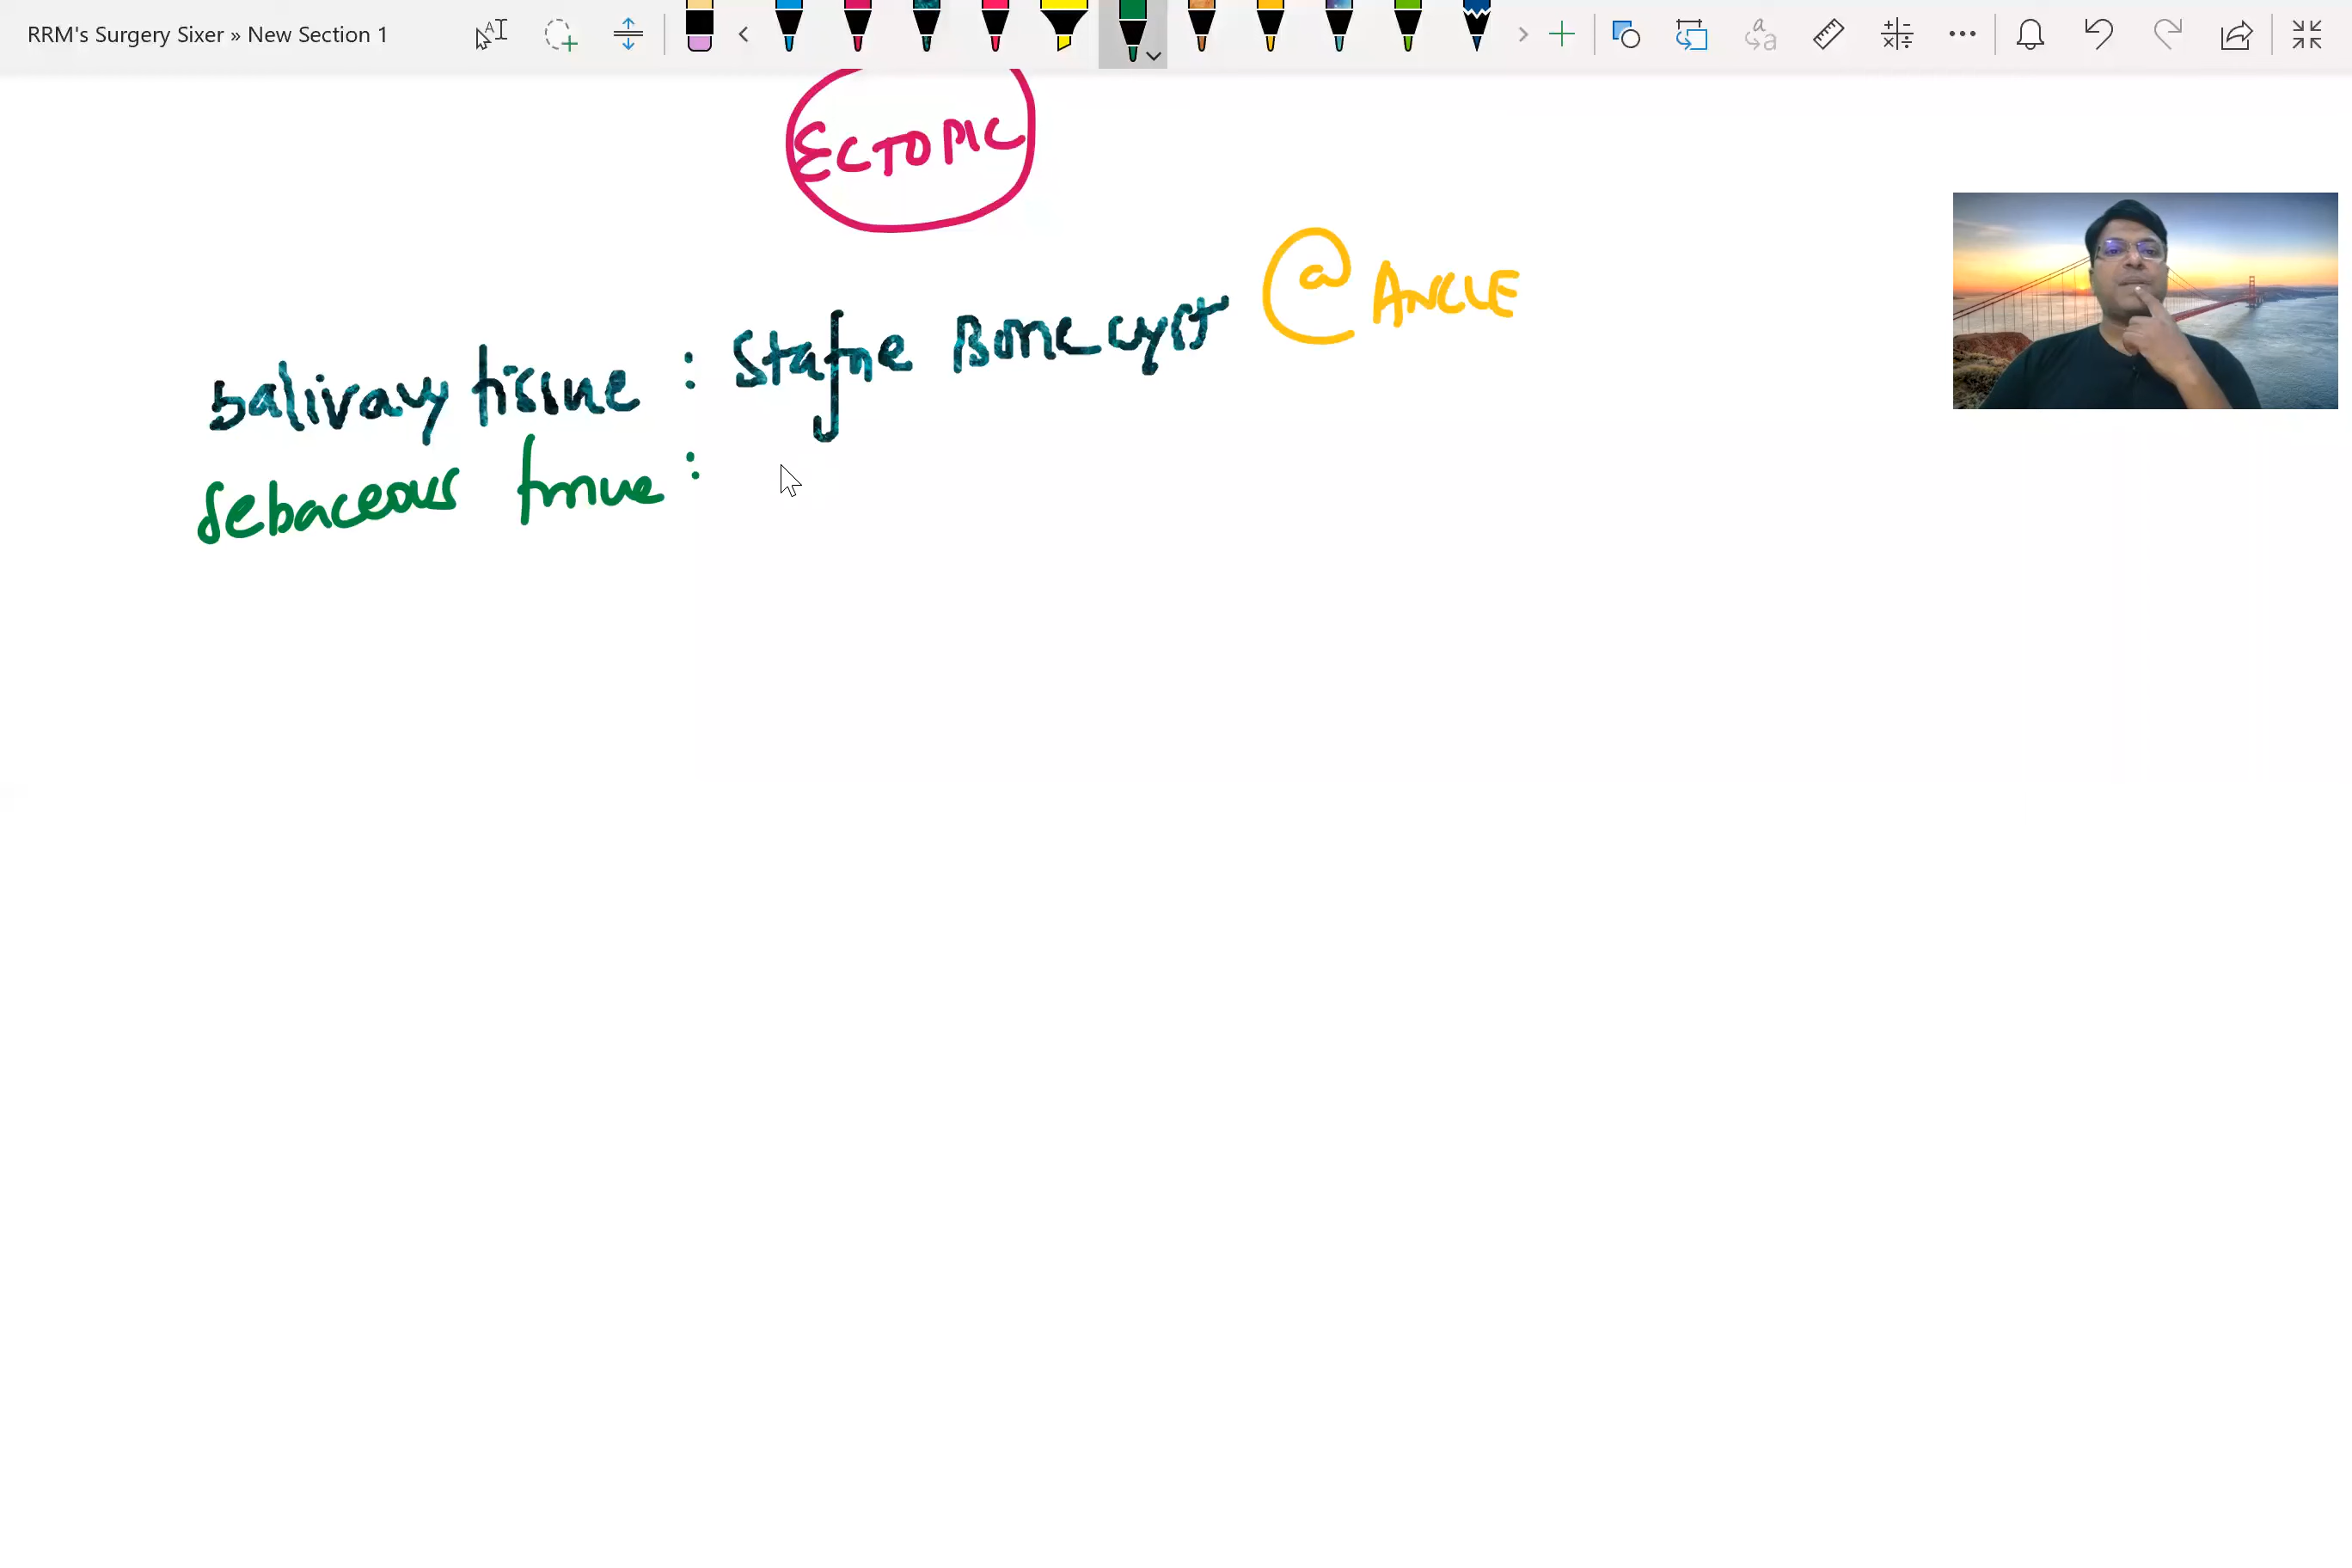 RRM's Surgery Sixer » New Section 1
ECTOPIC
@ ANGLE
Salivary tissue : Stafne Bone cyst
Sebaceous tissue :